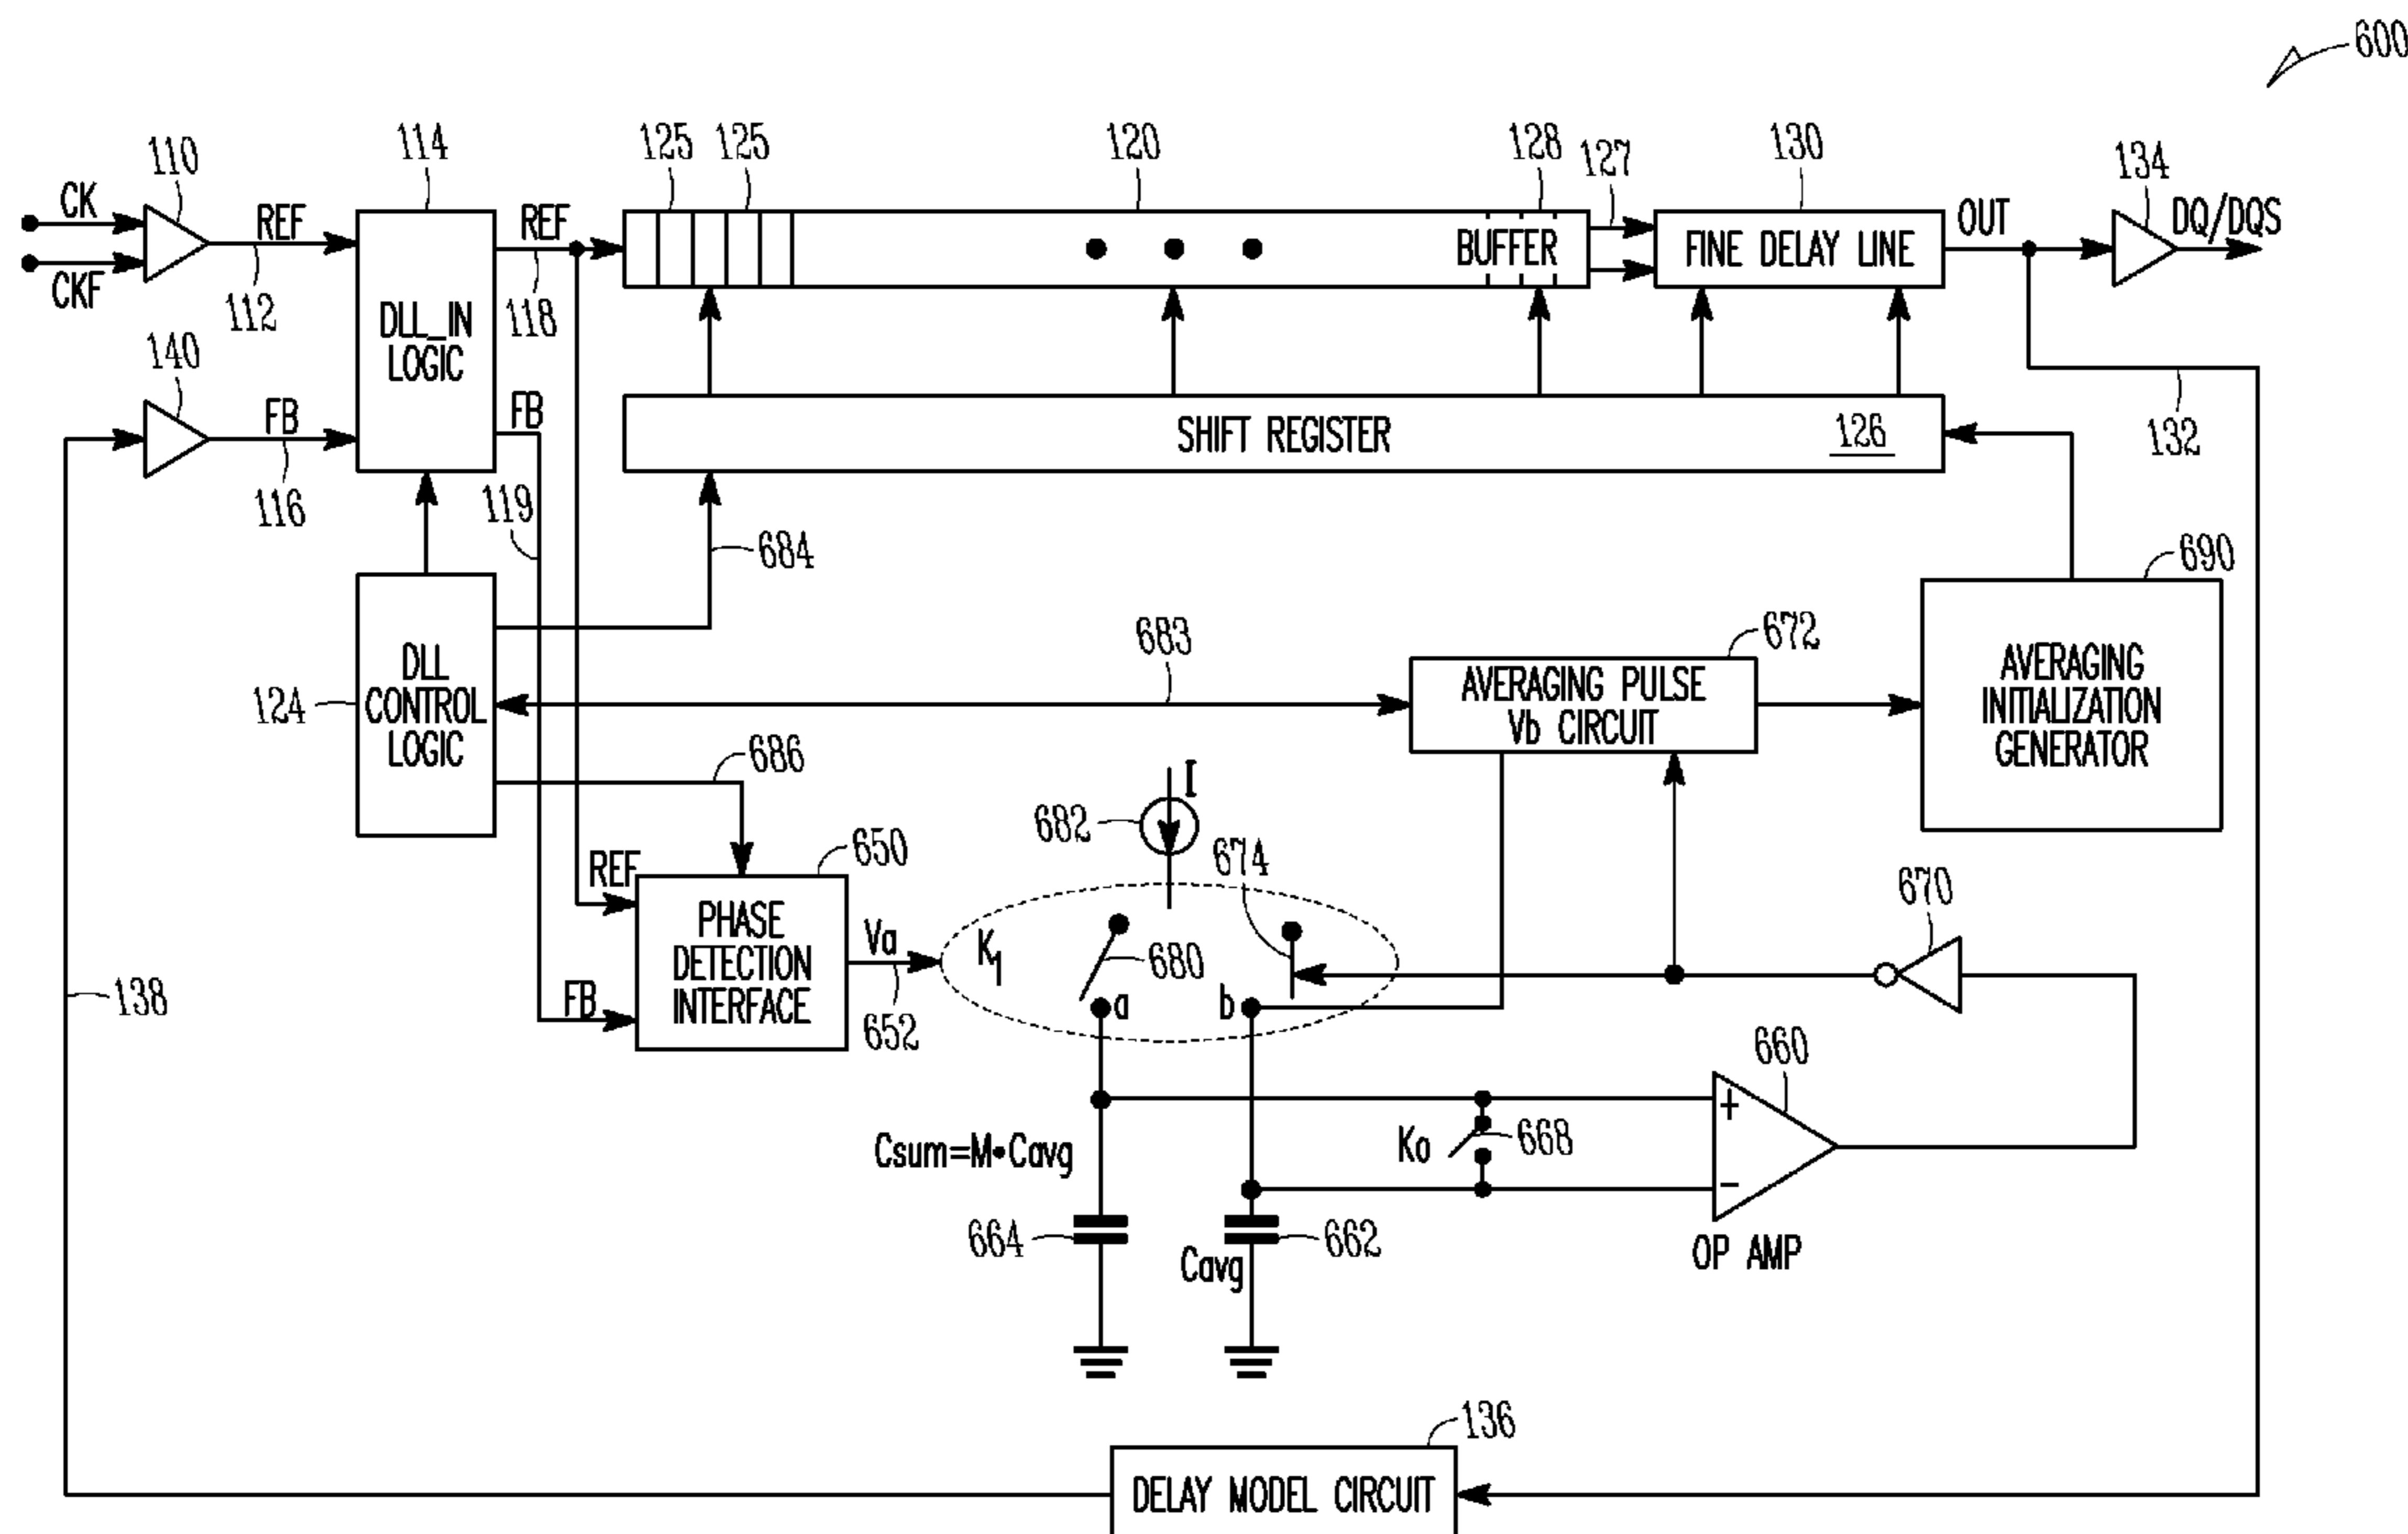 600
110
114
125
125
120
128
127
130
134
CK
CKF
REF
112
DLL_IN
LOGIC
REF
118
BUFFER
FINE DELAY LINE
OUT
DQ/DQS
140
FB
116
FB
119
SHIFT REGISTER
126
132
684
690
683
672
124
DLL
CONTROL
LOGIC
686
AVERAGING PULSE
Vb CIRCUIT
AVERAGING
INITIALIZATION
GENERATOR
I
682
674
650
REF
FB
PHASE
DETECTION
INTERFACE
Va
652
K1
680
a
b
670
138
660
Csum=M•Cavg
Ko
668
+
−
664
662
Cavg
OP AMP
136
DELAY MODEL CIRCUIT